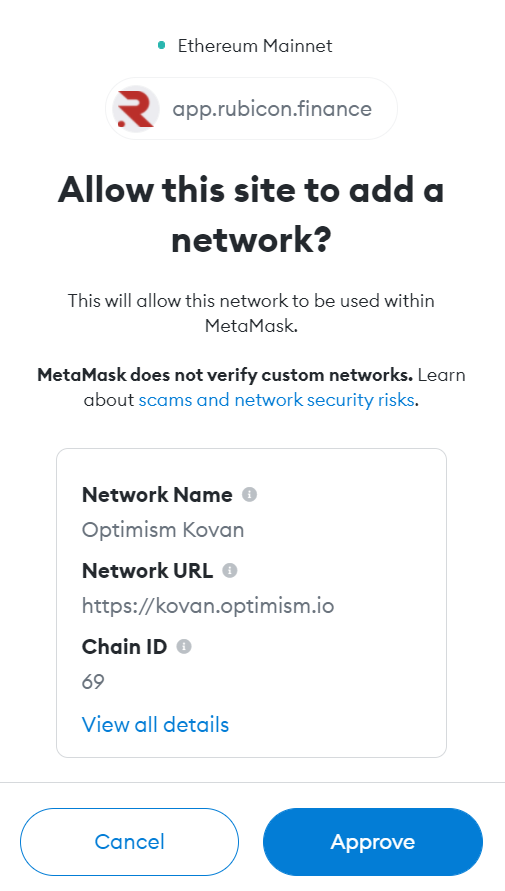 Ethereum Mainnet
app.rubicon.finance
Allow this site to add a
network?
This will allow this network to be used within
MetaMask.
MetaMask does not verify custom networks. Learn
about scams and network security risks.
Network Name
Optimism Kovan
Network URL
https://kovan.optimism.io
Chain ID
69
View all details
Cancel
Approve